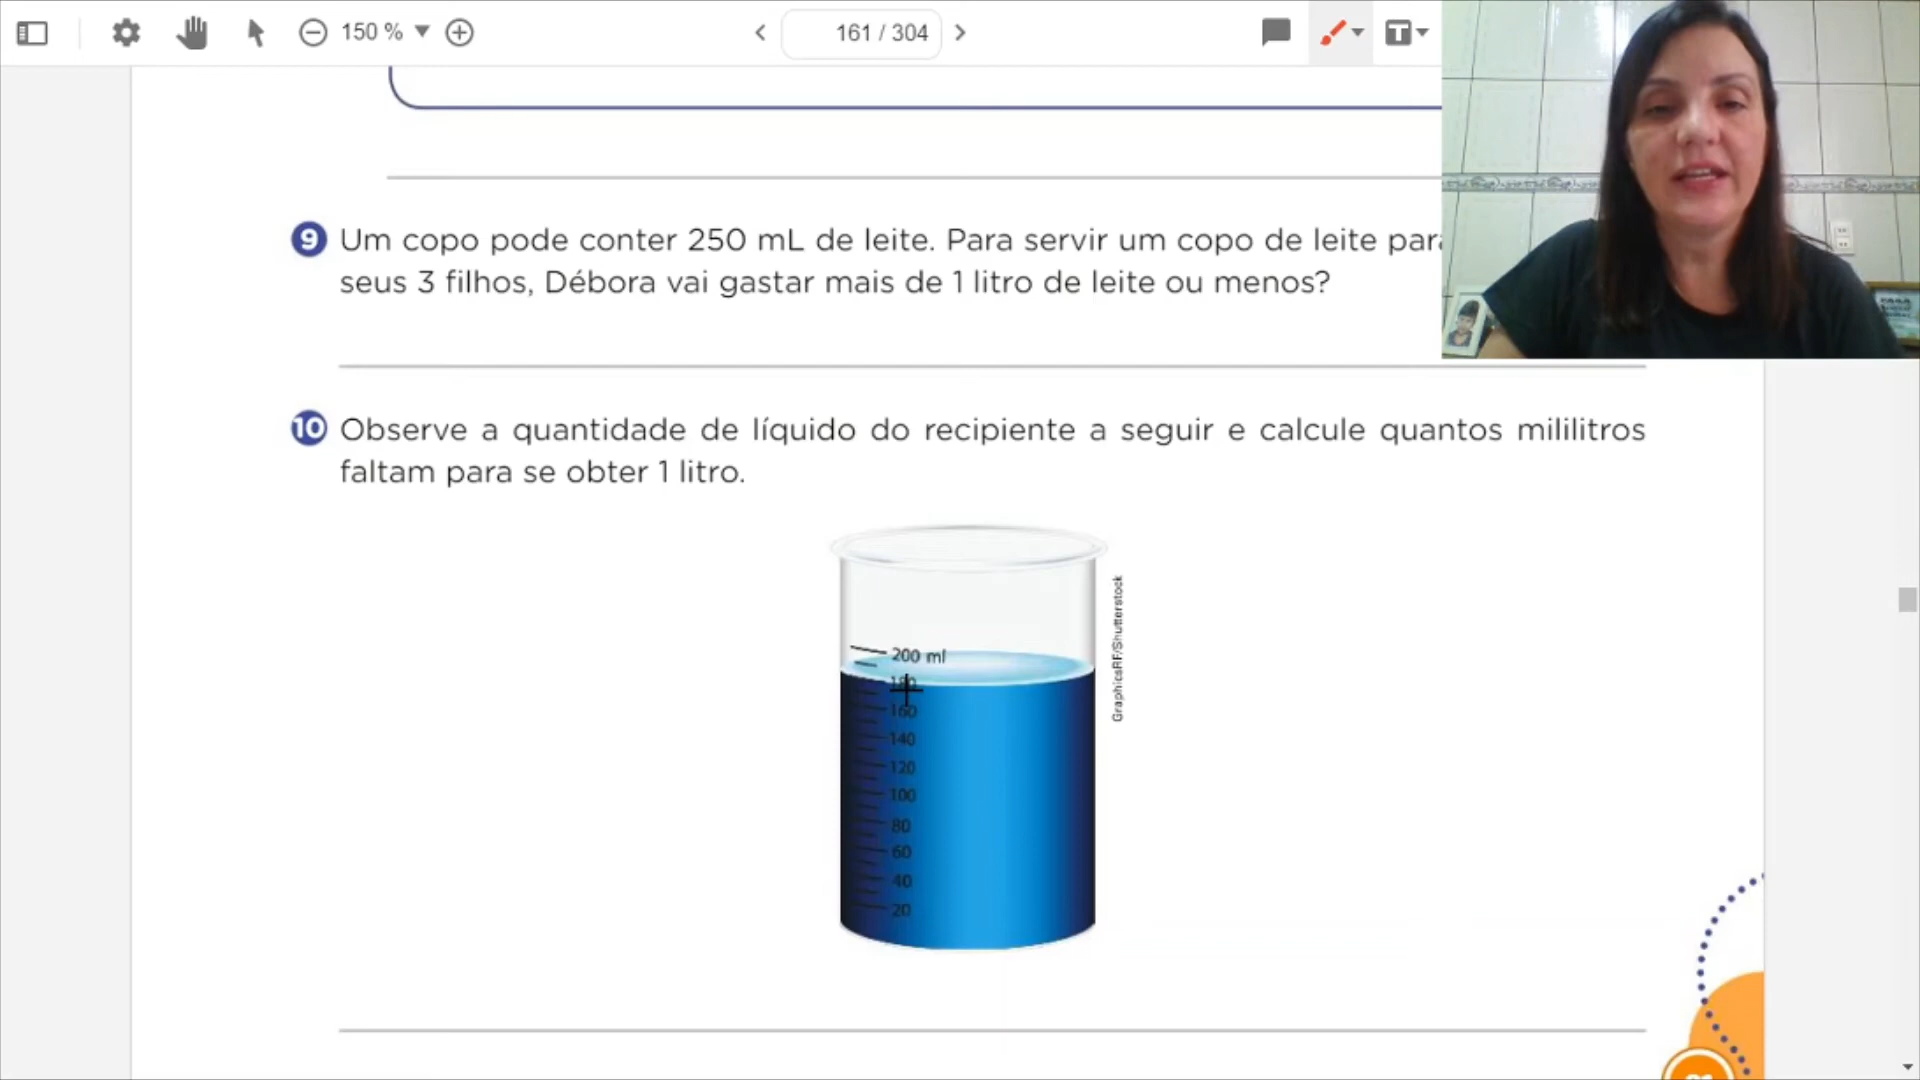 150 %
161 / 304
9 Um copo pode conter 250 mL de leite. Para servir um copo de leite para
seus 3 filhos, Débora vai gastar mais de 1 litro de leite ou menos?
10 Observe a quantidade de líquido do recipiente a seguir e calcule quantos mililitros
faltam para se obter 1 litro.
200 ml
180
160
140
120
100
80
60
40
20
GraphicsRF/Shutterstock